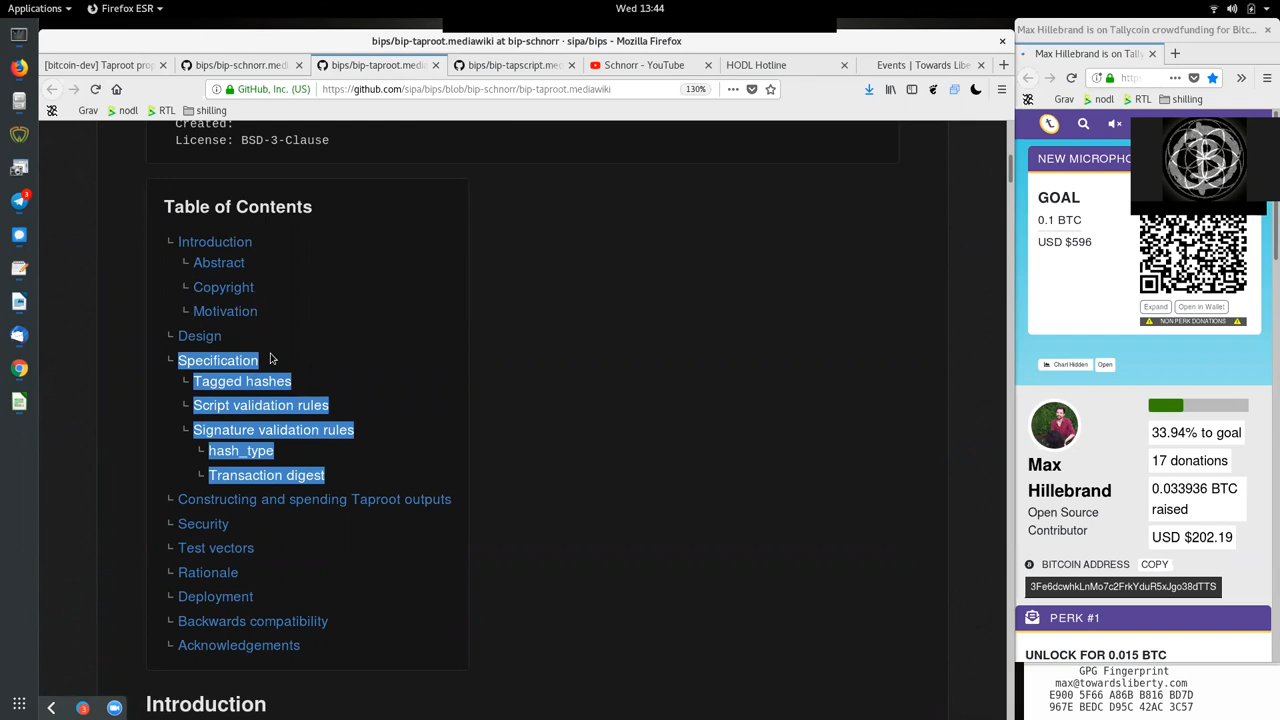 Applications
Firefox ESR
Wed 13:44
bips/bip-taproot.mediawiki at bip-schnorr · sipa/bips - Mozilla Firefox
[bitcoin-dev] Taproot prop
bips/bip-schnorr.medi
bips/bip-taproot.media
bips/bip-tapscript.me
Schnorr - YouTube
HODL Hotline
Events | Towards Libe
GitHub, Inc. (US)
https://github.com/sipa/bips/blob/bip-schnorr/bip-taproot.mediawiki
130%
Grav
nodl
RTL
shilling
Created:
License: BSD-3-Clause
Table of Contents
Introduction
Abstract
Copyright
Motivation
Design
Specification
Tagged hashes
Script validation rules
Signature validation rules
hash_type
Transaction digest
Constructing and spending Taproot outputs
Security
Test vectors
Rationale
Deployment
Backwards compatibility
Acknowledgements
Introduction
3
3
Max Hillebrand is on Tallycoin crowdfunding for Bitc...
Max Hillebrand is on Tally
https:
Grav
nodl
RTL
shilling
NEW MICROPHO
GOAL
0.1 BTC
USD $596
Expand
Open in Wallet
NON PERK DONATIONS
Chart Hidden
Open
33.94% to goal
17 donations
0.033936 BTC
raised
USD $202.19
Max
Hillebrand
Open Source
Contributor
BITCOIN ADDRESS
COPY
3Fe6dcwhkLnMo7c2FrkYduR5xJgo38dTTS
PERK #1
UNLOCK FOR 0.015 BTC
GPG Fingerprint
max@towardsliberty.com
E900 5F66 A86B B816 BD7D
967E BEDC D95C 42AC 3C57